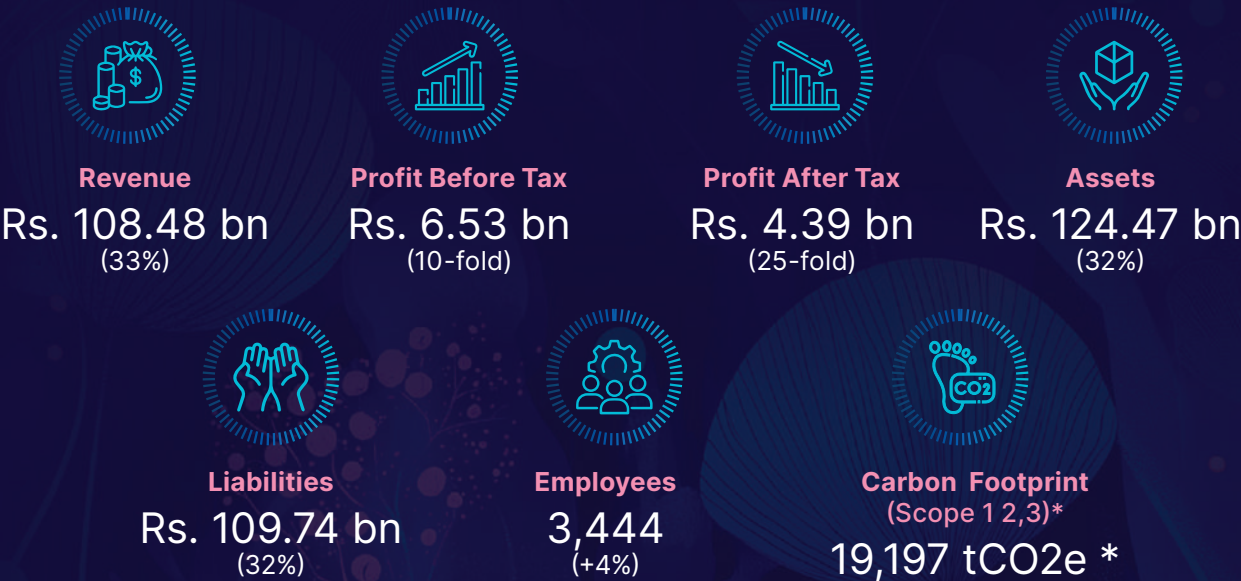 $
Revenue
Rs. 108.48 bn
(33%)
Profit Before Tax
Rs. 6.53 bn
(10-fold)
Profit After Tax
Rs. 4.39 bn
(25-fold)
Assets
Rs. 124.47 bn
(32%)
Liabilities
Rs. 109.74 bn
(32%)
Employees
3,444
(+4%)
CO2
Carbon Footprint
(Scope 1 2,3)*
19,197 tCO2e *